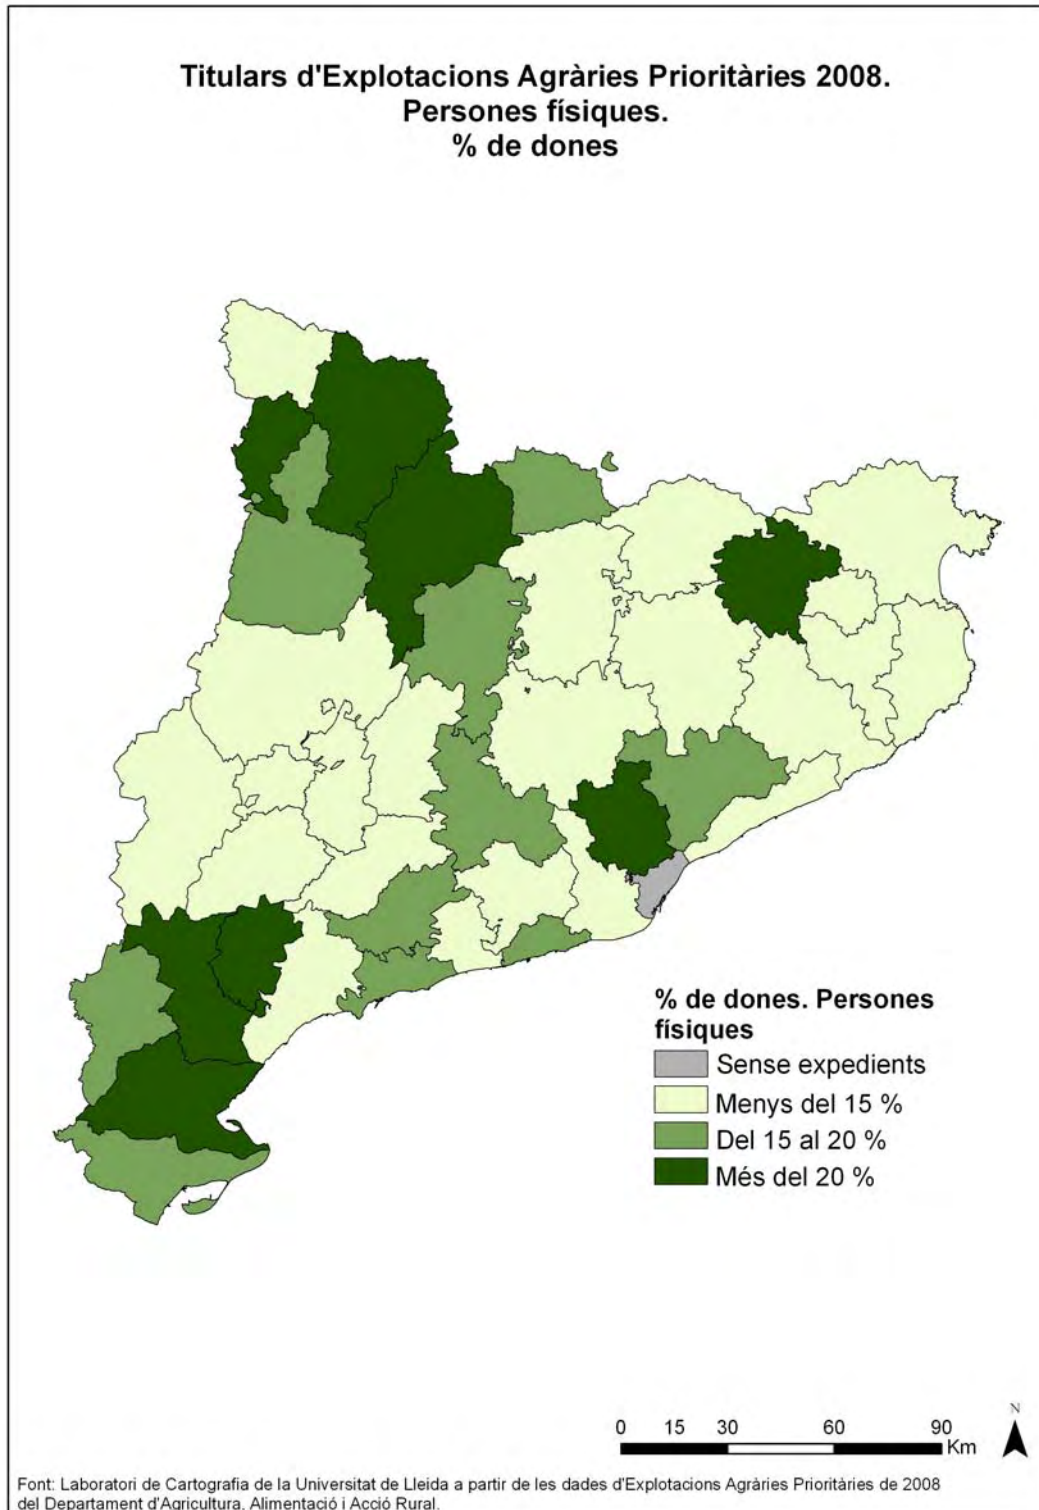 Titulars d'Explotacions Agràries Prioritàries 2008.
Persones físiques.
% de dones
% de dones. Persones
físiques
Sense expedients
Menys del 15 %
Del 15 al 20 %
Més del 20 %
N
0 15 30 60 90
Km
Font: Laboratori de Cartografia de la Universitat de Lleida a partir de les dades d'Explotacions Agràries Prioritàries de 2008
del Departament d'Agricultura, Alimentació i Acció Rural.